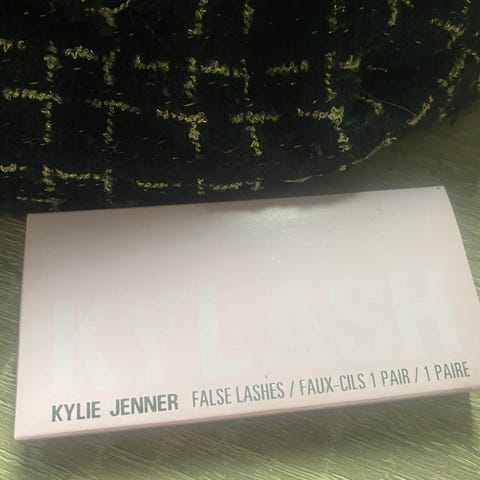 KYLASH
KYLIE JENNER FALSE LASHES / FAUX-CILS 1 PAIR / 1 PAIRE